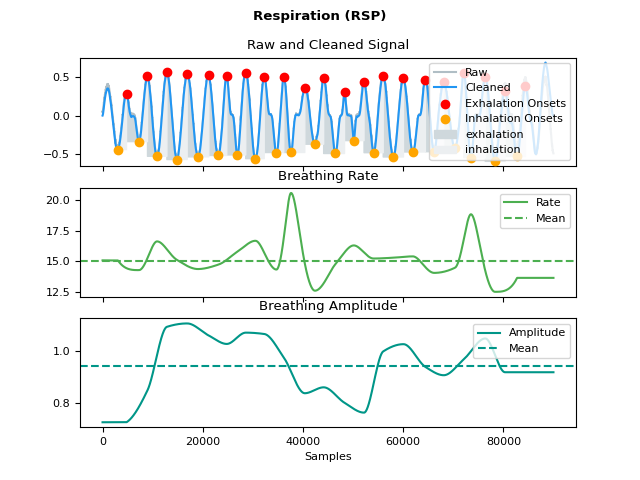 Respiration (RSP)
Raw and Cleaned Signal
0.5
0.0
−0.5
Raw
Cleaned
Exhalation Onsets
Inhalation Onsets
exhalation
inhalation
Breathing Rate
20.0
17.5
15.0
12.5
Rate
Mean
Breathing Amplitude
1.0
0.8
Amplitude
Mean
0 20000 40000 60000 80000
Samples